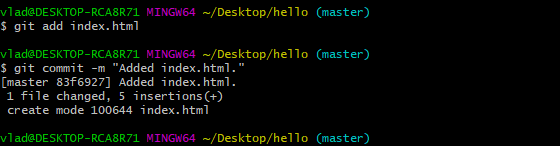 vlad@DESKTOP-RCA8R71 MINGW64 ~/Desktop/hello (master)
$ git add index.html
vlad@DESKTOP-RCA8R71 MINGW64 ~/Desktop/hello (master)
$ git commit -m "Added index.html."
[master 83f6927] Added index.html.
1 file changed, 5 insertions(+)
create mode 100644 index.html
vlad@DESKTOP-RCA8R71 MINGW64 ~/Desktop/hello (master)